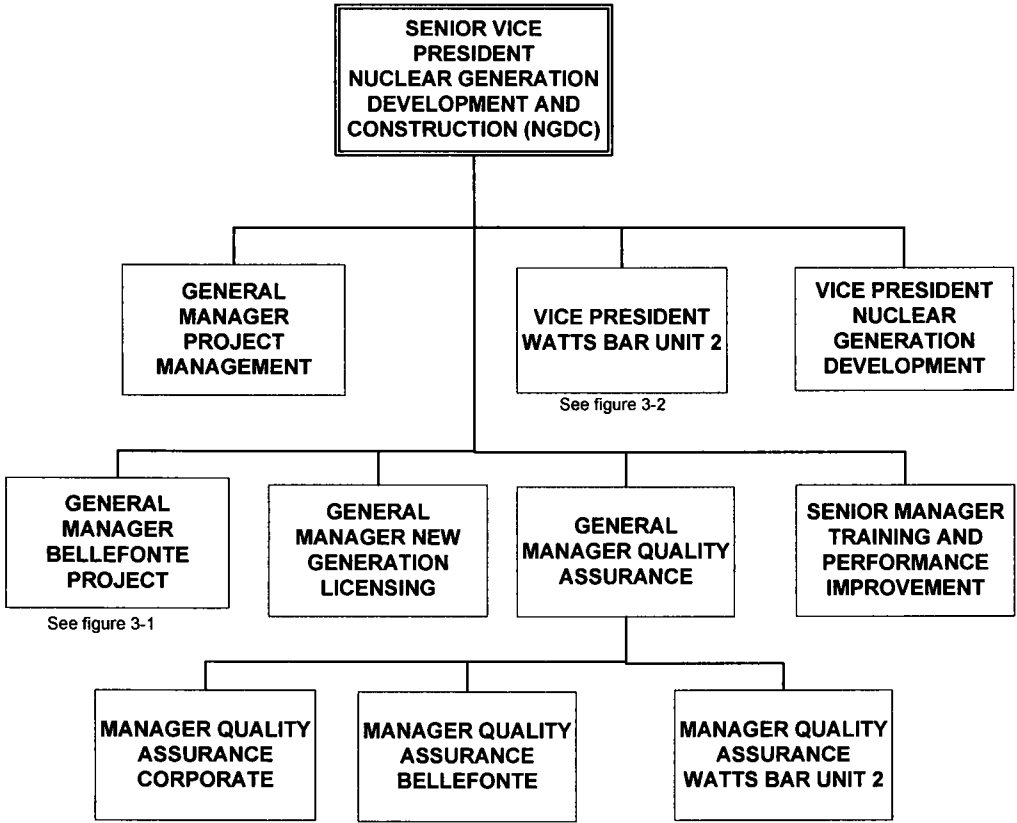 SENIOR VICE
PRESIDENT
NUCLEAR GENERATION
DEVELOPMENT AND
CONSTRUCTION (NGDC)
GENERAL
MANAGER
PROJECT
MANAGEMENT
VICE PRESIDENT
WATTS BAR UNIT 2
See figure 3-2
VICE PRESIDENT
NUCLEAR
GENERATION
DEVELOPMENT
GENERAL
MANAGER
BELLEFONTE
PROJECT
See figure 3-1
GENERAL
MANAGER NEW
GENERATION
LICENSING
GENERAL
MANAGER QUALITY
ASSURANCE
SENIOR MANAGER
TRAINING AND
PERFORMANCE
IMPROVEMENT
MANAGER QUALITY
ASSURANCE
CORPORATE
MANAGER QUALITY
ASSURANCE
BELLEFONTE
MANAGER QUALITY
ASSURANCE
WATTS BAR UNIT 2